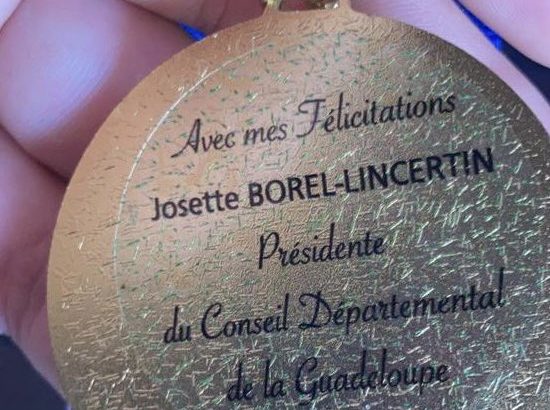 Avec mes Félicitations
Josette BOREL-LINCERTIN
Présidente
du Conseil Départemental
de la Guadeloupe